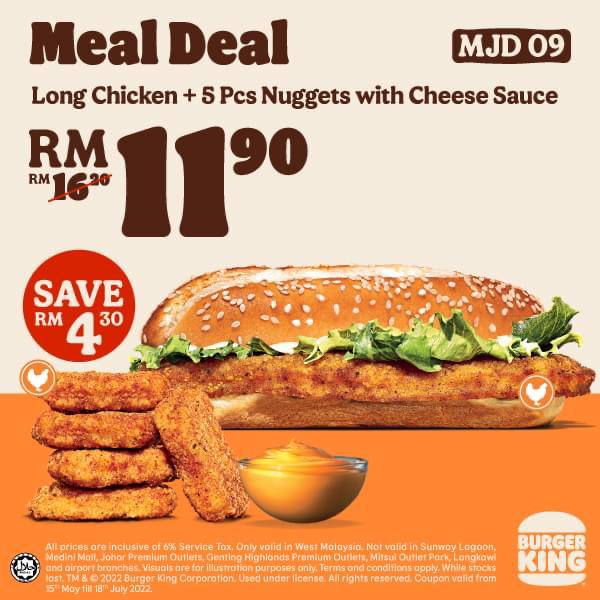 Meal Deal
MJD 09
Long Chicken + 5 Pcs Nuggets with Cheese Sauce
RM 11 90
RM 16 20
SAVE
RM 4 30
All prices are inclusive of 6% Service Tax. Only valid in West Malaysia. Not valid in Sunway Lagoon,
Medini Mall, Johor Premium Outlets, Genting Highlands Premium Outlets, Mitsui Outlet Park, Langkawi
and airport branches. Visuals are for illustration purposes only. Terms and conditions apply. While stocks
last. TM & © 2022 Burger King Corporation. Used under license. All rights reserved. Coupon valid from
15th May till 18th July 2022.
BURGER
KING